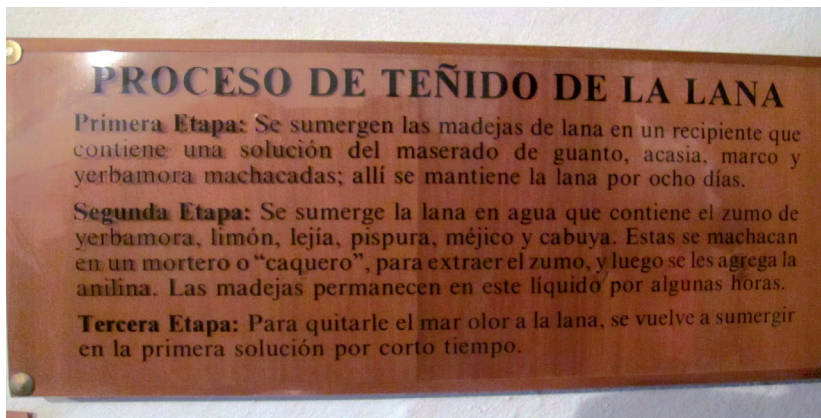 PROCESO DE TEÑIDO DE LA LANA
Primera Etapa: Se sumergen las madejas de lana en un recipiente que
contiene una solución del maserado de guanto, acasia, marco y
yerbamora machacadas; allí se mantiene la lana por ocho días.
Segunda Etapa: Se sumerge la lana en agua que contiene el zumo de
yerbamora, limón, lejía, pispura, méjico y cabuya. Estas se machacan
en un mortero o “caquero”, para extraer el zumo, y luego se les agrega la
anilina. Las madejas permanecen en este líquido por algunas horas.
Tercera Etapa: Para quitarle el mar olor a la lana, se vuelve a sumergir
en la primera solución por corto tiempo.